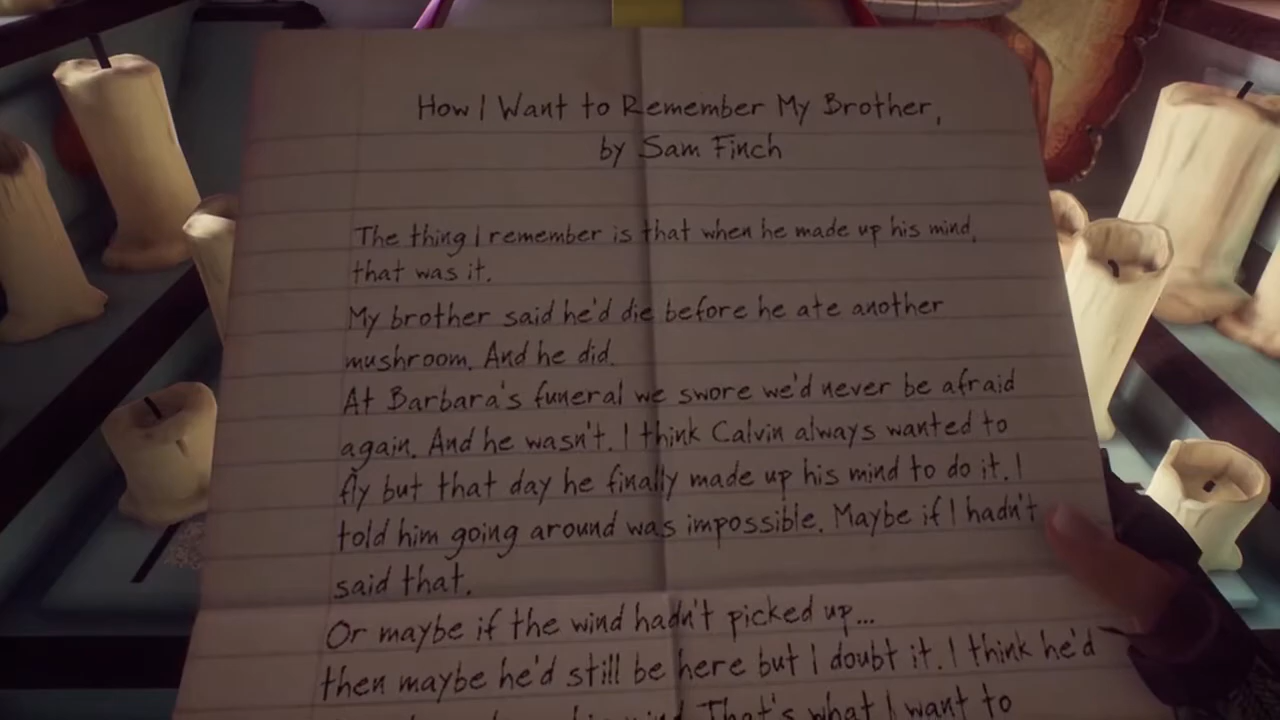 How I Want to Remember My Brother,
by Sam Finch
The thing I remember is that when he made up his mind,
that was it.
My brother said he'd die before he ate another
mushroom. And he did.
At Barbara's funeral we swore we'd never be afraid
again. And he wasn't. I think Calvin always wanted to
fly but that day he finally made up his mind to do it. I
told him going around was impossible. Maybe if I hadn't
said that.
Or maybe if the wind hadn't picked up...
then maybe he'd still be here but I doubt it. I think he'd
mind. That's what I want to